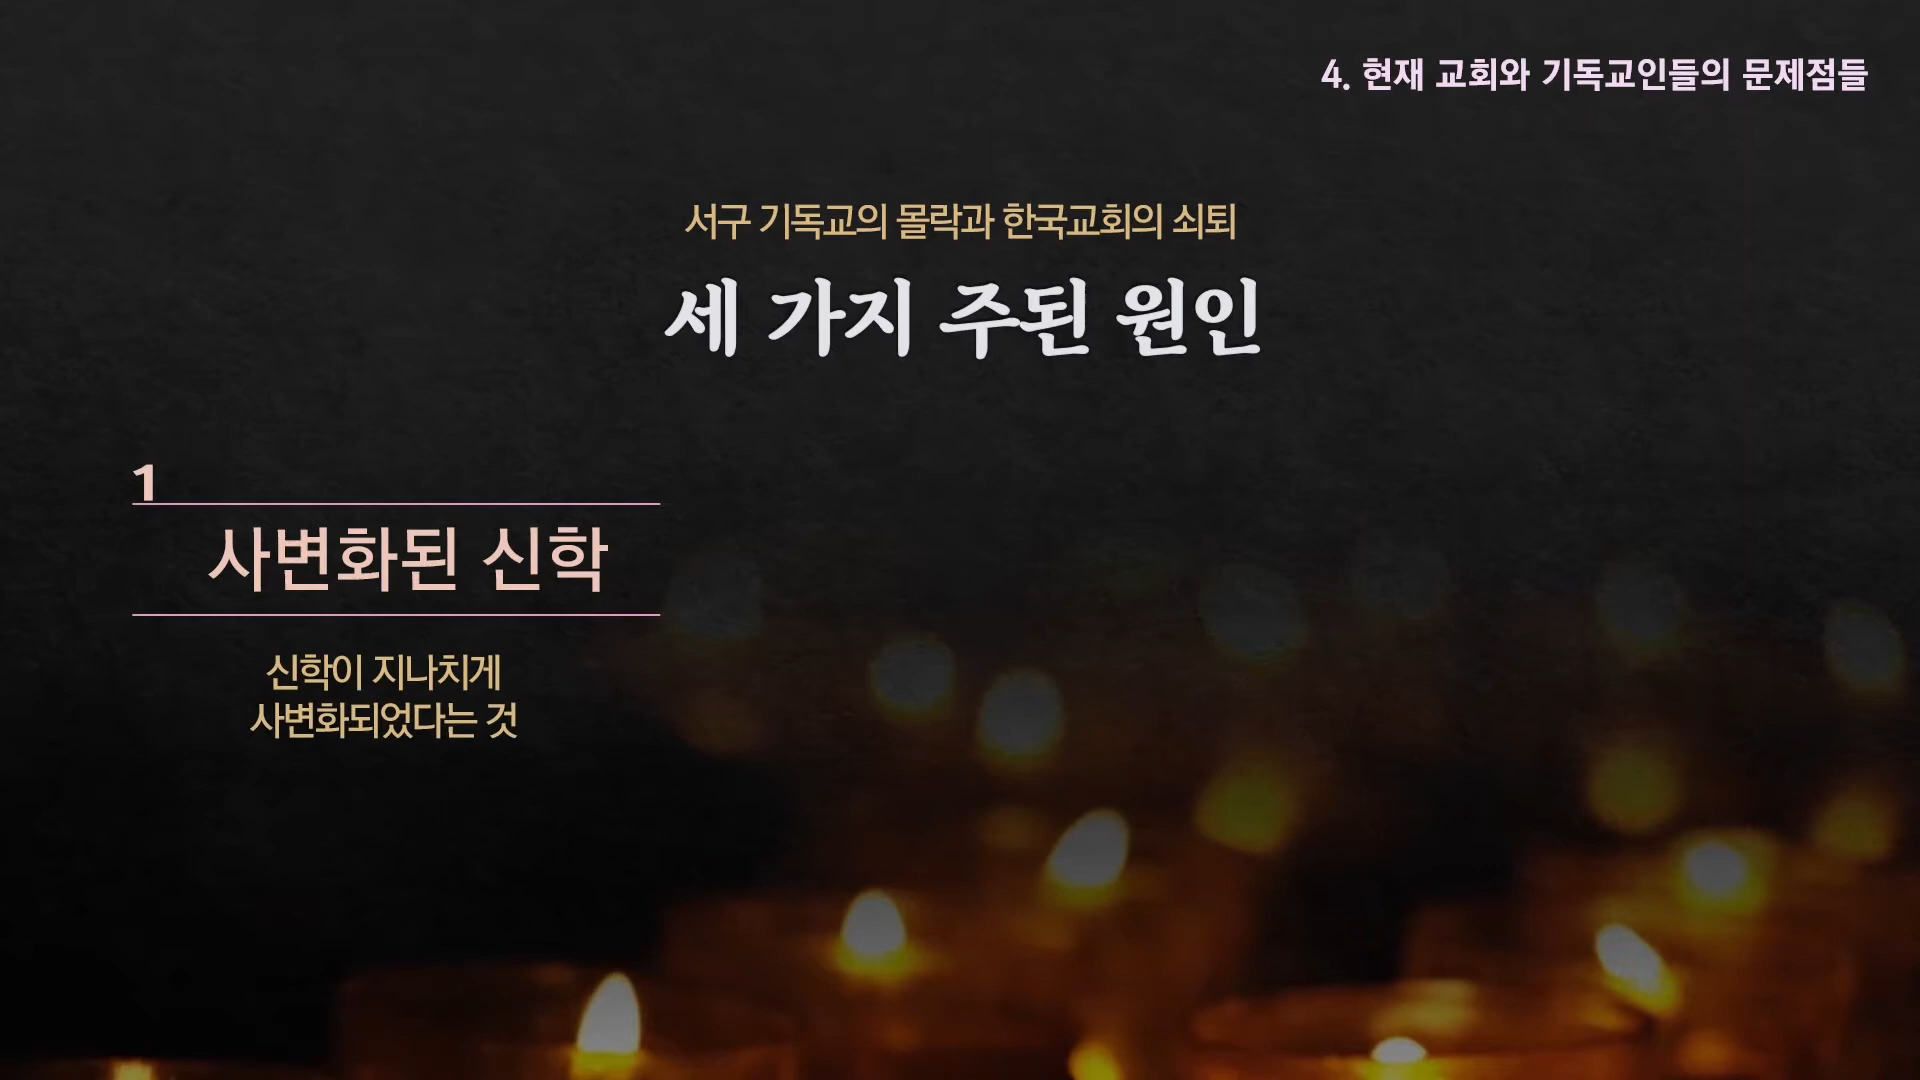 4. 현재 교회와 기독교인들의 문제점들
서구 기독교의 몰락과 한국교회의 쇠퇴
세 가지 주된 원인
1
사변화된 신학
신학이 지나치게
사변화되었다는 것